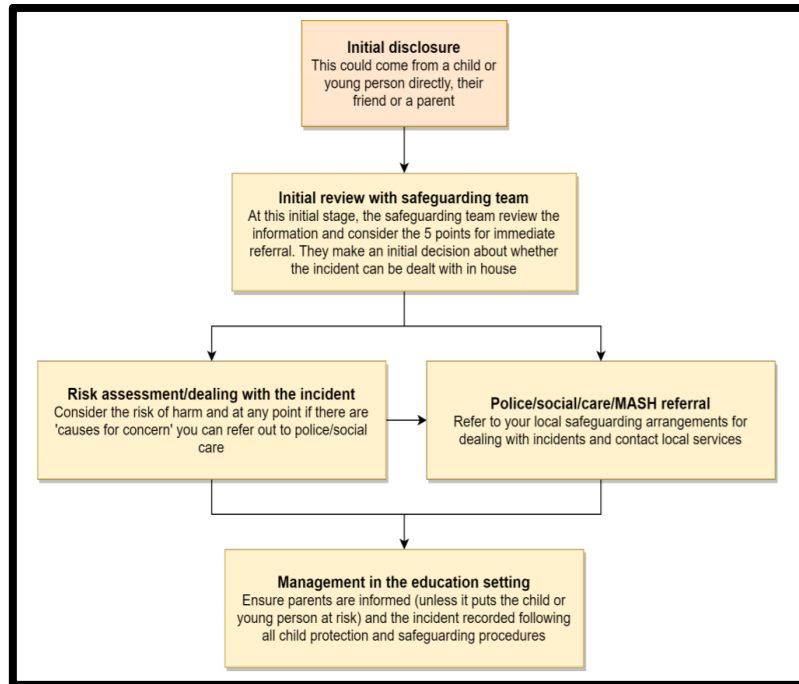 Initial disclosure
This could come from a child or
young person directly, their
friend or a parent
Initial review with safeguarding team
At this initial stage, the safeguarding team review the
information and consider the 5 points for immediate
referral. They make an initial decision about whether
the incident can be dealt with in house
Risk assessment/dealing with the incident
Consider the risk of harm and at any point if there are
'causes for concern' you can refer out to police/social
care
Police/social/care/MASH referral
Refer to your local safeguarding arrangements for
dealing with incidents and contact local services
Management in the education setting
Ensure parents are informed (unless it puts the child or
young person at risk) and the incident recorded following
all child protection and safeguarding procedures